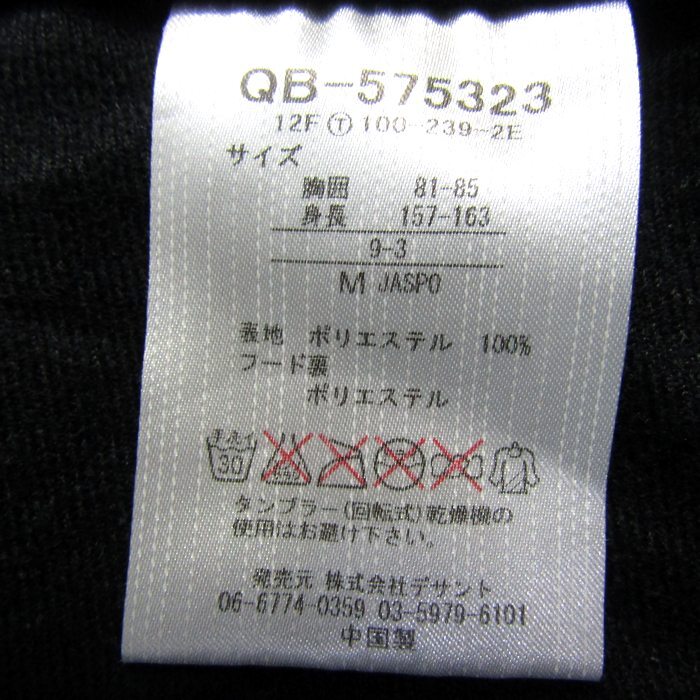 QB-575323
12F Ⓣ 100-239-2E
サイズ
胸囲 81-85
身長 157-163
9-3
M JASPO
表地 ポリエステル 100%
フード裏
ポリエステル
手洗イ
30
タンブラー(回転式)乾燥機の
使用はお避け下さい。
発売元 株式会社デサント
06-6774-0359 03-5979-6101
中国製